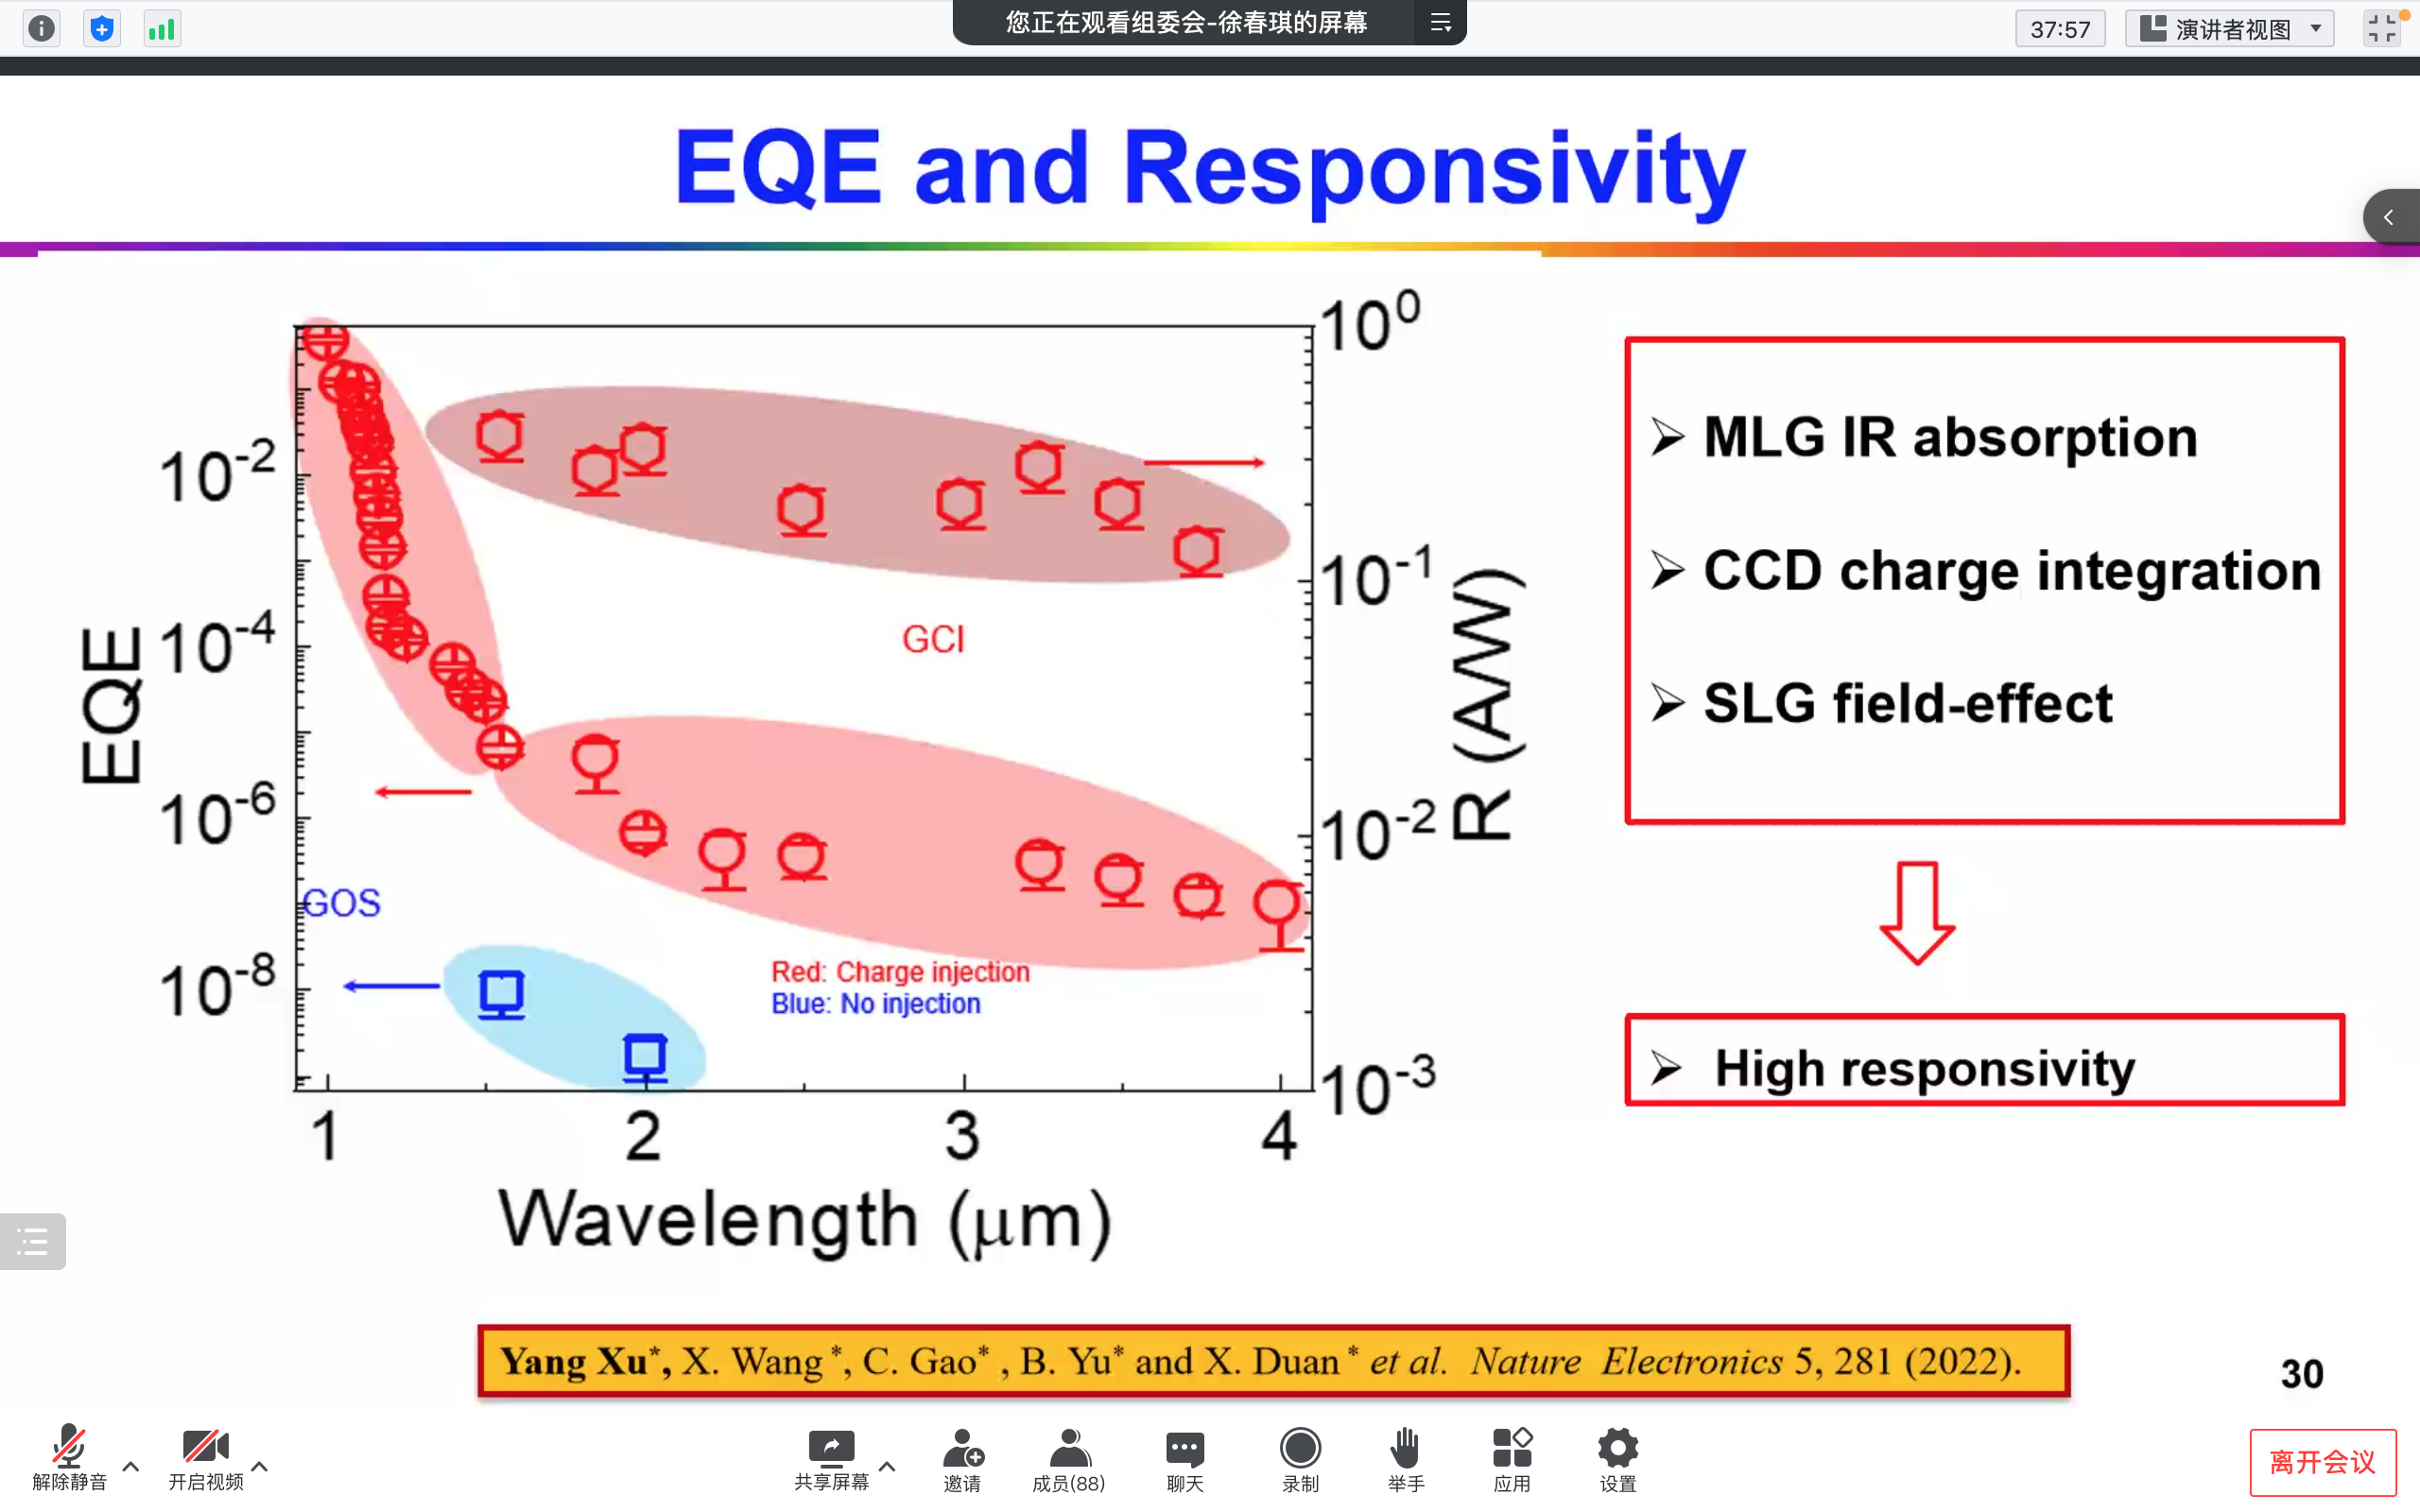 您正在观看组委会-徐春琪的屏幕
37:57
演讲者视图
EQE and Responsivity
10⁰
10⁻²
10⁻¹
10⁻⁴
10⁻⁶
10⁻²
10⁻⁸
10⁻³
EQE
R (A/W)
GCI
GOS
Red: Charge injection
Blue: No injection
1 2 3 4
Wavelength (μm)
➢ MLG IR absorption
➢ CCD charge integration
➢ SLG field-effect
➢ High responsivity
Yang Xu*, X. Wang*, C. Gao*, B. Yu* and X. Duan* et al. Nature Electronics 5, 281 (2022).
30
解除静音
开启视频
共享屏幕
邀请
成员(88)
聊天
录制
举手
应用
设置
离开会议